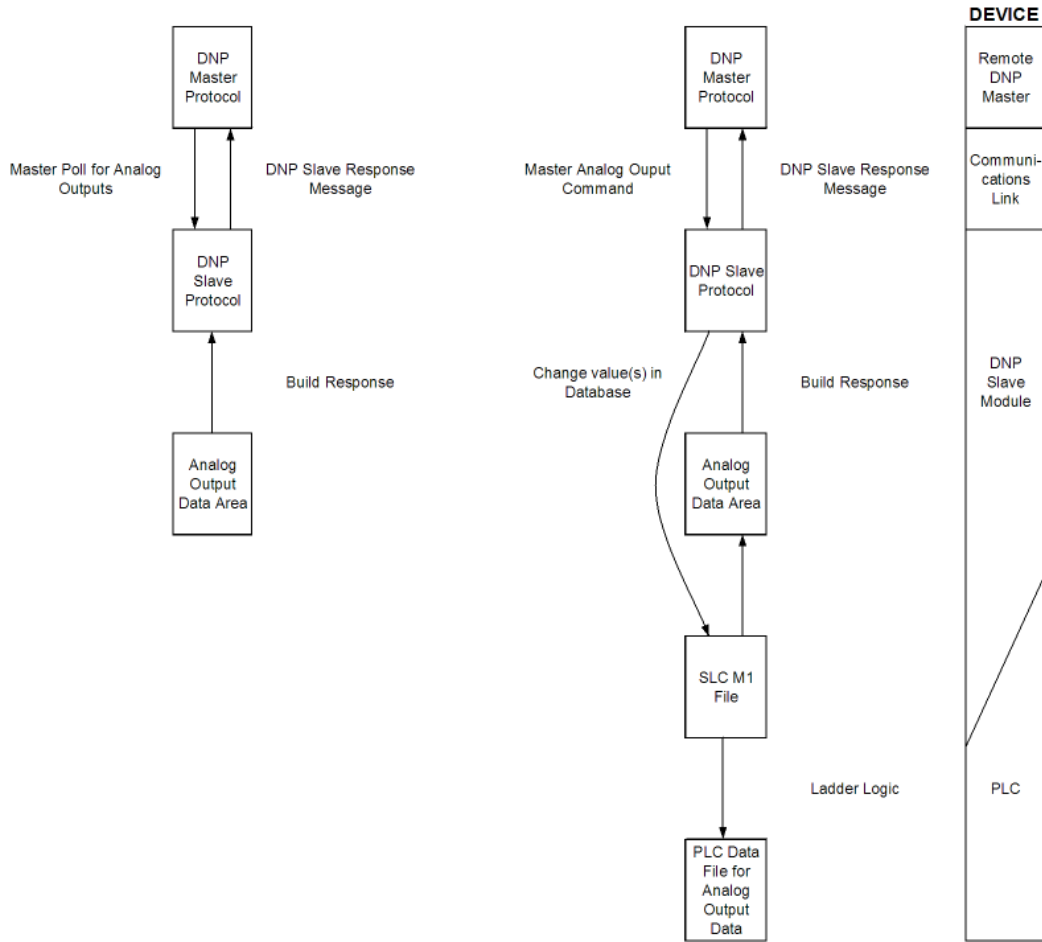 DEVICE
DNP
Master
Protocol
DNP
Master
Protocol
Remote
DNP
Master
Master Poll for Analog
Outputs
DNP Slave Response
Message
Master Analog Ouput
Command
DNP Slave Response
Message
Communi-
cations
Link
DNP
Slave
Protocol
DNP Slave
Protocol
Build Response
Change value(s) in
Database
Build Response
DNP
Slave
Module
Analog
Output
Data Area
Analog
Output
Data Area
SLC M1
File
Ladder Logic
PLC
PLC Data
File for
Analog
Output
Data